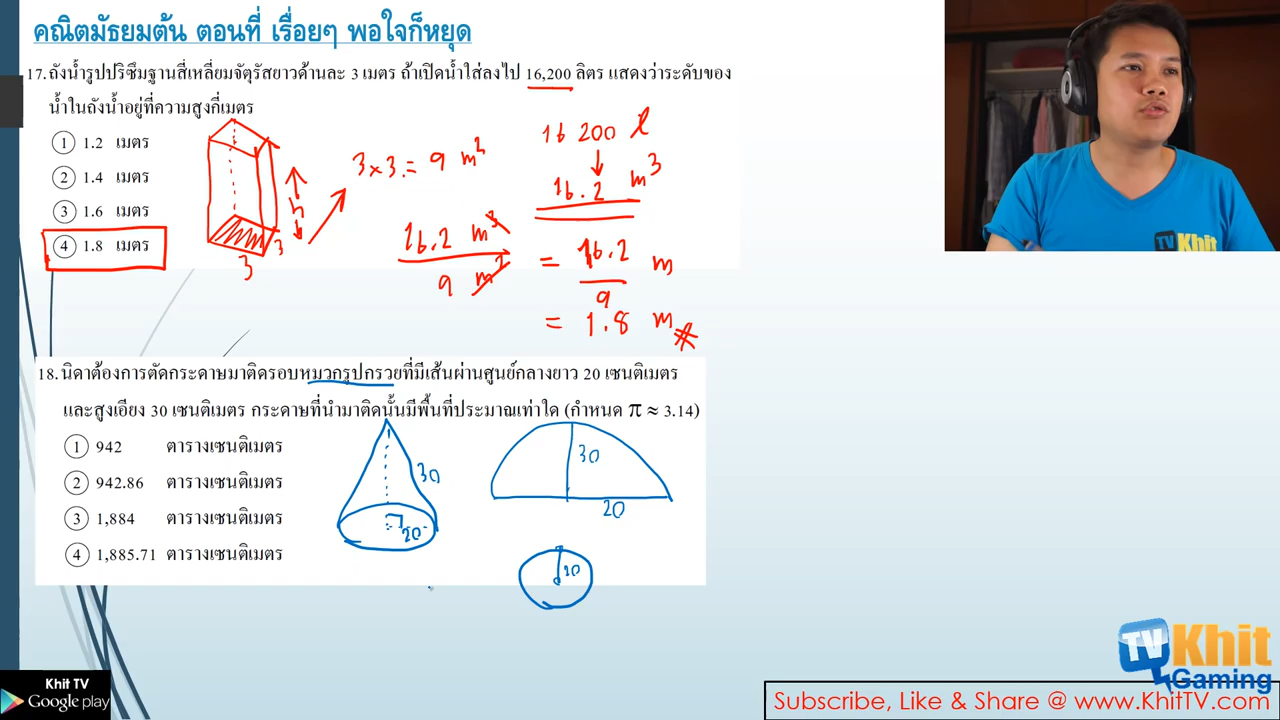 คณิตมัธยมต้น ตอนที่ เรื่อยๆ พอใจก็หยุด
17. ถังน้ำรูปปริซึมฐานสี่เหลี่ยมจัตุรัสยาวด้านละ 3 เมตร ถ้าเปิดน้ำใส่ลงไป 16,200 ลิตร แสดงว่าระดับของ
น้ำในถังน้ำอยู่ที่ความสูงกี่เมตร
1 1.2 เมตร
2 1.4 เมตร
3 1.6 เมตร
4 1.8 เมตร
h
3
3
3×3 = 9 m²
16 200 l
16.2 m³
16.2 m³
9 m²
= 16.2 m
9
= 1.8 m
18. นิดาต้องการตัดกระดาษมาติดรอบหมวกรูปกรวยที่มีเส้นผ่านศูนย์กลางยาว 20 เซนติเมตร
และสูงเอียง 30 เซนติเมตร กระดาษที่นำมาติดนั้นมีพื้นที่ประมาณเท่าใด (กำหนด π ≈ 3.14)
1 942 ตารางเซนติเมตร
2 942.86 ตารางเซนติเมตร
3 1,884 ตารางเซนติเมตร
4 1,885.71 ตารางเซนติเมตร
30
20
30
20
20
TV Khit
Gaming
Khit TV
Google play
Subscribe, Like & Share @ www.KhitTV.com